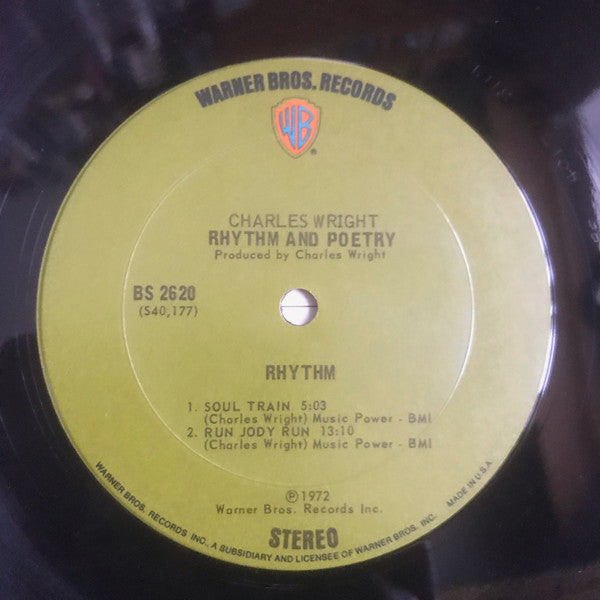 WARNER BROS. RECORDS
WB
®
CHARLES WRIGHT
RHYTHM AND POETRY
Produced by Charles Wright
BS 2620
(S40,177)
RHYTHM
1. SOUL TRAIN 5:03
(Charles Wright) Music Power - BMI
2. RUN JODY RUN 13:10
(Charles Wright) Music Power - BMI
℗1972
Warner Bros. Records Inc.
STEREO
WARNER BROS. RECORDS INC., A SUBSIDIARY AND LICENSEE OF WARNER BROS. INC. MADE IN U.S.A.